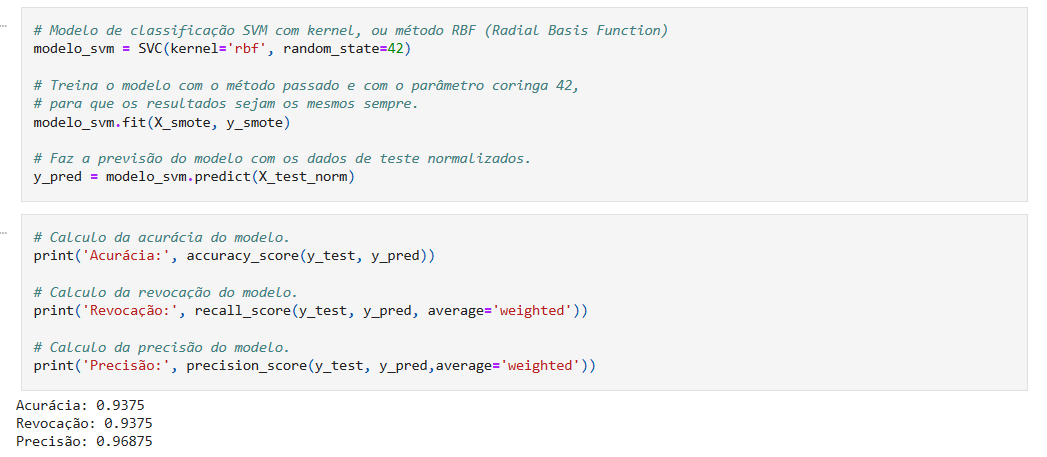 # Modelo de classificação SVM com kernel, ou método RBF (Radial Basis Function)
modelo_svm = SVC(kernel='rbf', random_state=42)
# Treina o modelo com o método passado e com o parâmetro coringa 42,
# para que os resultados sejam os mesmos sempre.
modelo_svm.fit(X_smote, y_smote)
# Faz a previsão do modelo com os dados de teste normalizados.
y_pred = modelo_svm.predict(X_test_norm)
# Calculo da acurácia do modelo.
print('Acurácia:', accuracy_score(y_test, y_pred))
# Calculo da revocação do modelo.
print('Revocação:', recall_score(y_test, y_pred, average='weighted'))
# Calculo da precisão do modelo.
print('Precisão:', precision_score(y_test, y_pred,average='weighted'))
Acurácia: 0.9375
Revocação: 0.9375
Precisão: 0.96875